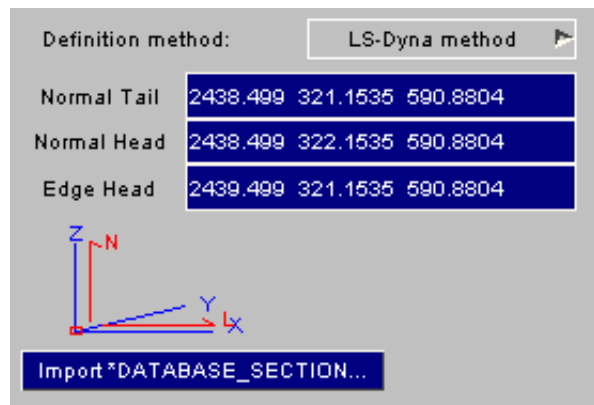 Definition method: LS-Dyna method
Normal Tail 2438.499 321.1535 590.8804
Normal Head 2438.499 322.1535 590.8804
Edge Head 2439.499 321.1535 590.8804
Z
N
Y
L
X
Import *DATABASE_SECTION...